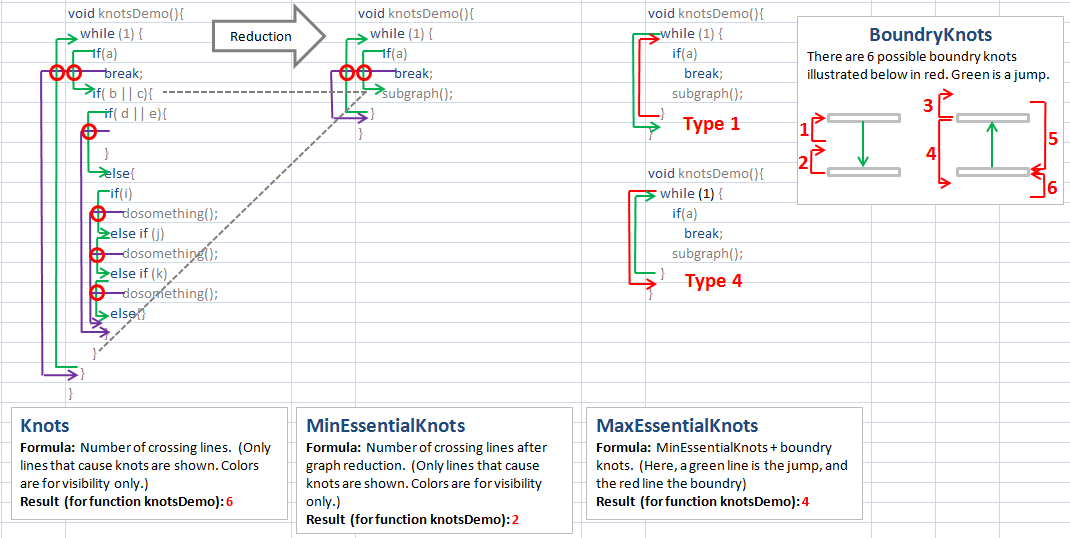 void knotsDemo(){
while (1) {
if(a)
break;
if( b || c){
if( d || e){
}
else{
if(i)
dosomething();
else if (j)
dosomething();
else if (k)
dosomething();
else{}
}
}
}
}
Reduction
void knotsDemo(){
while (1) {
if(a)
break;
subgraph();
}
}
void knotsDemo(){
while (1) {
if(a)
break;
subgraph();
}
}
Type 1
void knotsDemo(){
while (1) {
if(a)
break;
subgraph();
}
}
Type 4
BoundryKnots
There are 6 possible boundry knots
illustrated below in red. Green is a jump.
1
2
3
4
5
6
Knots
Formula: Number of crossing lines. (Only
lines that cause knots are shown. Colors
are for visibility only.)
Result (for function knotsDemo): 6
MinEssentialKnots
Formula: Number of crossing lines after
graph reduction. (Only lines that cause
knots are shown. Colors are for visibility
only.)
Result (for function knotsDemo): 2
MaxEssentialKnots
Formula: MinEssentialKnots + boundry
knots. (Here, a green line is the jump, and
the red line the boundry)
Result (for function knotsDemo): 4